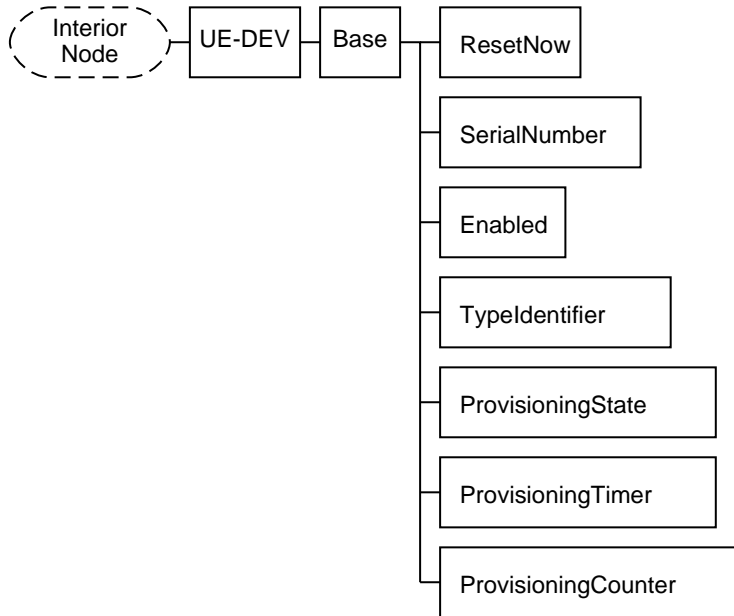 Interior
Node
UE-DEV
Base
ResetNow
SerialNumber
Enabled
TypeIdentifier
ProvisioningState
ProvisioningTimer
ProvisioningCounter